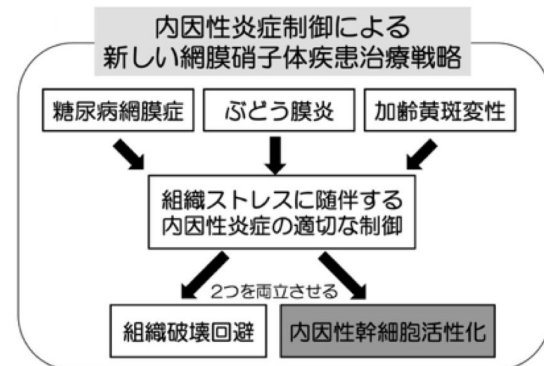 内因性炎症制御による
新しい網膜硝子体疾患治療戦略
糖尿病網膜症
ぶどう膜炎
加齢黄斑変性
組織ストレスに随伴する
内因性炎症の適切な制御
2つを両立させる
組織破壊回避
内因性幹細胞活性化